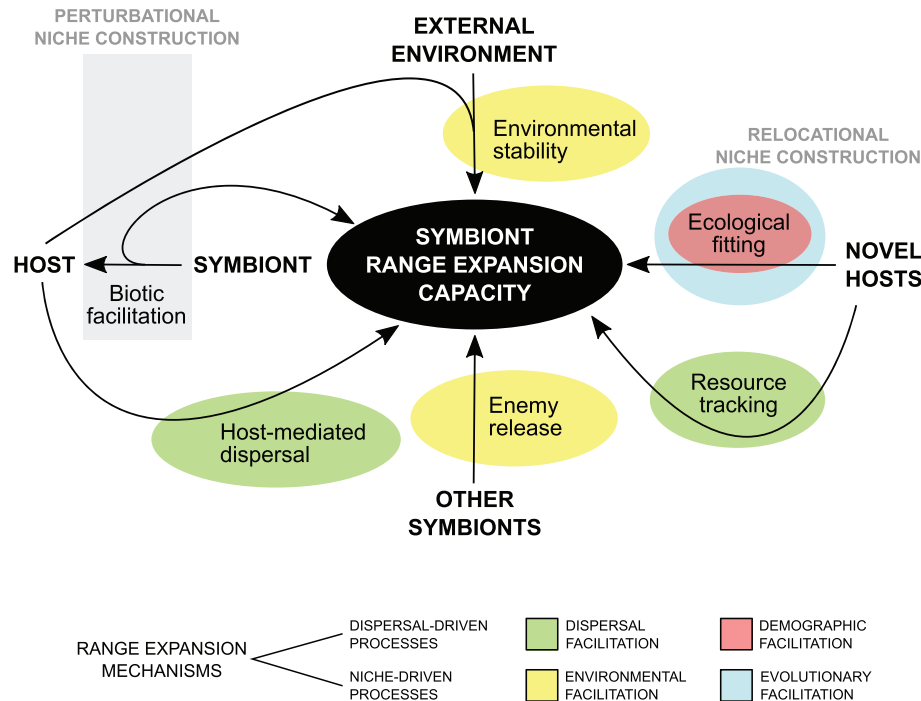 PERTURBATIONAL
NICHE CONSTRUCTION
EXTERNAL
ENVIRONMENT
Environmental
stability
RELOCATIONAL
NICHE CONSTRUCTION
Ecological
fitting
SYMBIONT
RANGE EXPANSION
CAPACITY
HOST
SYMBIONT
NOVEL
HOSTS
Biotic
facilitation
Resource
tracking
Enemy
release
Host-mediated
dispersal
OTHER
SYMBIONTS
RANGE EXPANSION
MECHANISMS
DISPERSAL-DRIVEN
PROCESSES
NICHE-DRIVEN
PROCESSES
DISPERSAL
FACILITATION
ENVIRONMENTAL
FACILITATION
DEMOGRAPHIC
FACILITATION
EVOLUTIONARY
FACILITATION